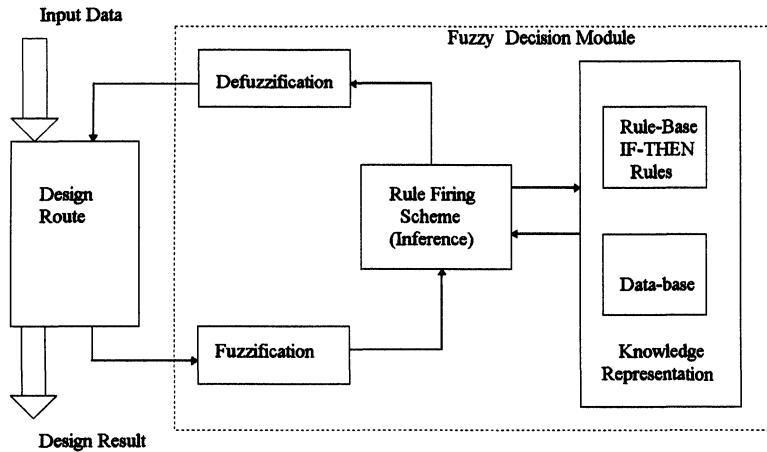 Input Data
Fuzzy Decision Module
Defuzzification
Rule-Base
IF-THEN
Rules
Design
Route
Rule Firing
Scheme
(Inference)
Data-base
Fuzzification
Knowledge
Representation
Design Result